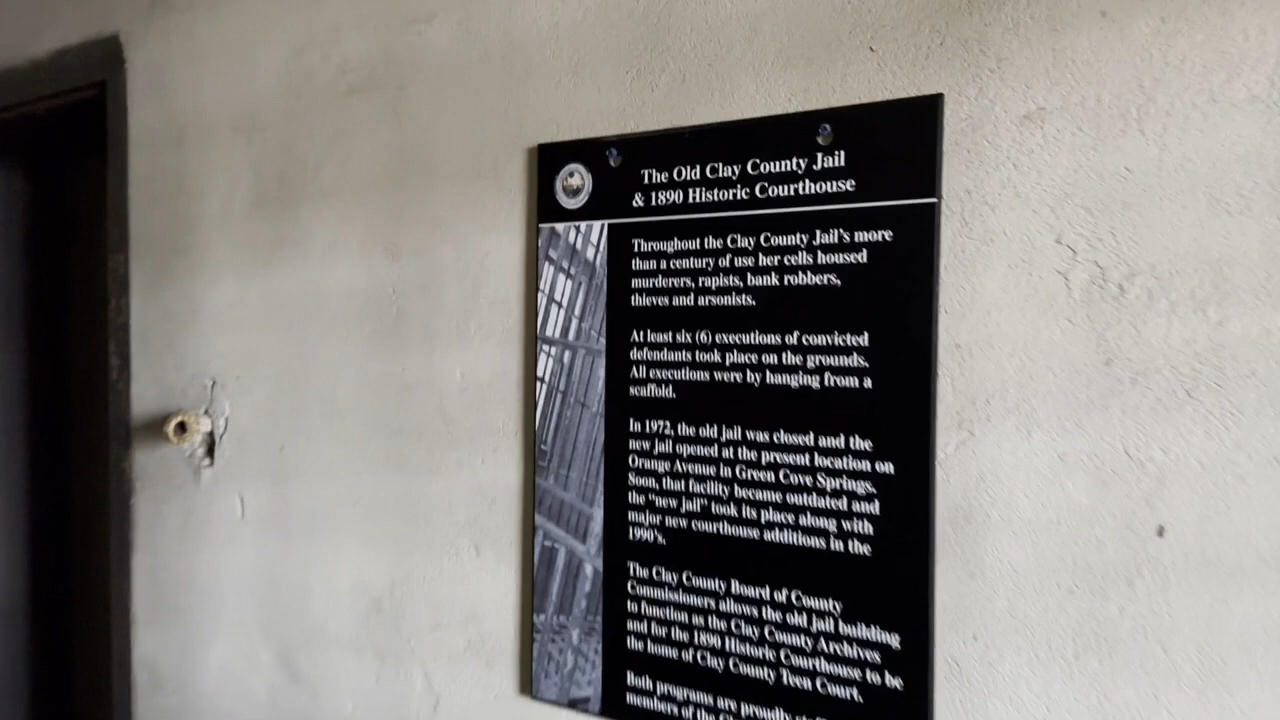 The Old Clay County Jail
& 1890 Historic Courthouse
Throughout the Clay County Jail's more
than a century of use her cells housed
murderers, rapists, bank robbers,
thieves and arsonists.
At least six (6) executions of convicted
defendants took place on the grounds.
All executions were by hanging from a
scaffold.
In 1972, the old jail was closed and the
new jail opened at the present location on
Orange Avenue in Green Cove Springs.
Soon, that facility became outdated and
the "new jail" took its place along with
major new courthouse additions in the
1990's.
The Clay County Board of County
Commissioners allows the old jail building
to function as the Clay County Archives
and for the 1890 Historic Courthouse to be
the home of Clay County Teen Court.
Both programs are proudly
members of the